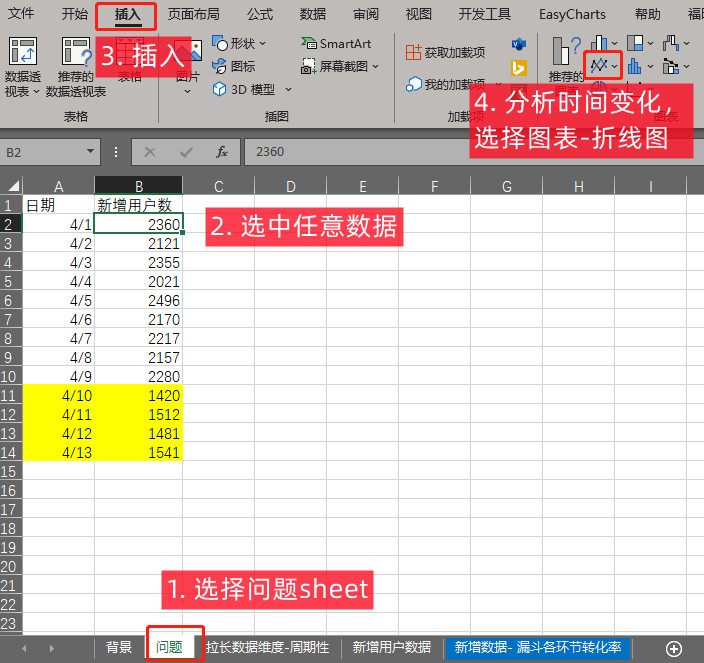 文件 开始 插入 页面布局 公式 数据 审阅 视图 开发工具 EasyCharts 帮助
3. 插入
数据透视表 推荐的数据透视表 表格
图片 形状 图标 3D 模型
SmartArt 屏幕截图
获取加载项 我的加载项
推荐的
表格 插图 加载项
4. 分析时间变化，
选择图表-折线图
B2 fx 2360
A B C D E F G H I
1 日期 新增用户数
2 4/1 2360
2. 选中任意数据
3 4/2 2121
4 4/3 2355
5 4/4 2021
6 4/5 2496
7 4/6 2170
8 4/7 2217
9 4/8 2157
10 4/9 2280
11 4/10 1420
12 4/11 1512
13 4/12 1481
14 4/13 1541
15
16
17
18
19
20
21
22
23
1. 选择问题sheet
背景 问题 拉长数据维度-周期性 新增用户数据 新增数据- 漏斗各环节转化率